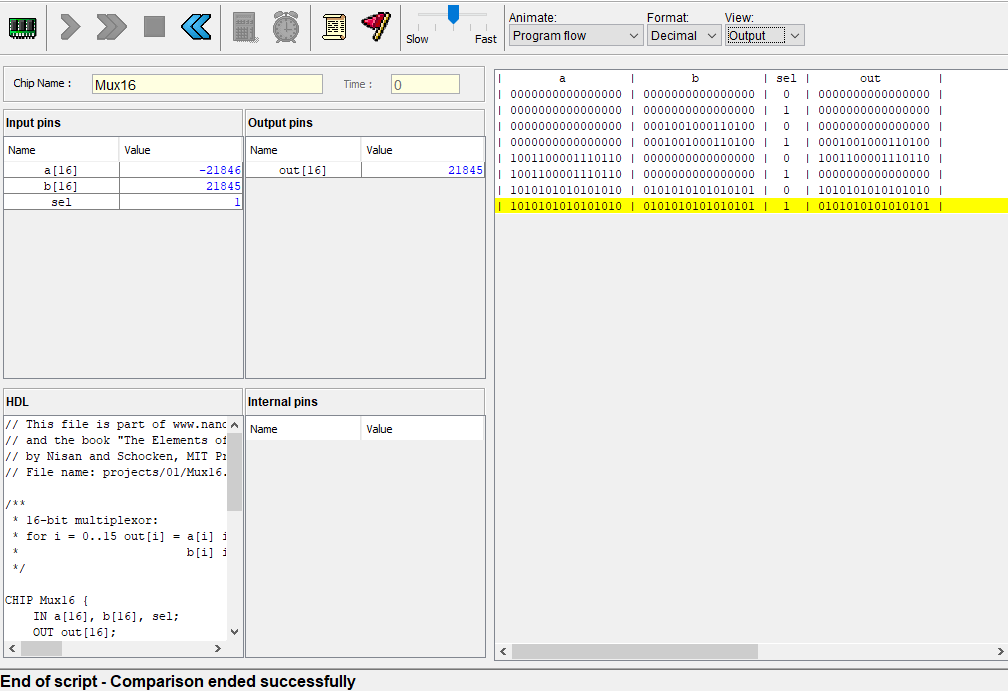 Slow Fast
Animate: Format: View:
Program flow Decimal Output
Chip Name : Mux16 Time : 0
Input pins
Name Value
a[16] -21846
b[16] 21845
sel 1
Output pins
Name Value
out[16] 21845
HDL
// This file is part of www.nand
// and the book "The Elements of
// by Nisan and Schocken, MIT Pr
// File name: projects/01/Mux16.
/**
* 16-bit multiplexor:
* for i = 0..15 out[i] = a[i] i
* b[i] i
*/
CHIP Mux16 {
IN a[16], b[16], sel;
OUT out[16];
Internal pins
Name Value
| a | b | sel | out |
| 0000000000000000 | 0000000000000000 | 0 | 0000000000000000 |
| 0000000000000000 | 0000000000000000 | 1 | 0000000000000000 |
| 0000000000000000 | 0001001000110100 | 0 | 0000000000000000 |
| 0000000000000000 | 0001001000110100 | 1 | 0001001000110100 |
| 1001100001110110 | 0000000000000000 | 0 | 1001100001110110 |
| 1001100001110110 | 0000000000000000 | 1 | 0000000000000000 |
| 1010101010101010 | 0101010101010101 | 0 | 1010101010101010 |
| 1010101010101010 | 0101010101010101 | 1 | 0101010101010101 |
End of script - Comparison ended successfully